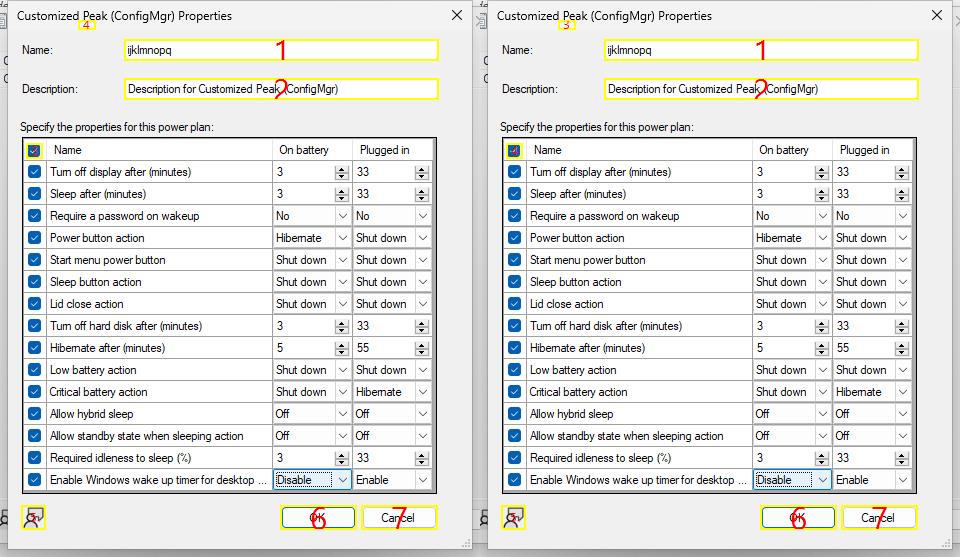 Customized Peak (ConfigMgr) Properties
4
Name: ijklmnopq
1
Description: Description for Customized Peak (ConfigMgr)
2
Specify the properties for this power plan:
Name On battery Plugged in
Turn off display after (minutes) 3 33
Sleep after (minutes) 3 33
Require a password on wakeup No No
Power button action Hibernate Shut down
Start menu power button Shut down Shut down
Sleep button action Shut down Shut down
Lid close action Shut down Shut down
Turn off hard disk after (minutes) 3 33
Hibernate after (minutes) 5 55
Low battery action Shut down Shut down
Critical battery action Shut down Hibernate
Allow hybrid sleep Off Off
Allow standby state when sleeping action Off Off
Required idleness to sleep (%) 3 33
Enable Windows wake up timer for desktop ... Disable Enable
OK Cancel
6 7
Customized Peak (ConfigMgr) Properties
3
Name: ijklmnopq
1
Description: Description for Customized Peak (ConfigMgr)
2
Specify the properties for this power plan:
Name On battery Plugged in
Turn off display after (minutes) 3 33
Sleep after (minutes) 3 33
Require a password on wakeup No No
Power button action Hibernate Shut down
Start menu power button Shut down Shut down
Sleep button action Shut down Shut down
Lid close action Shut down Shut down
Turn off hard disk after (minutes) 3 33
Hibernate after (minutes) 5 55
Low battery action Shut down Shut down
Critical battery action Shut down Hibernate
Allow hybrid sleep Off Off
Allow standby state when sleeping action Off Off
Required idleness to sleep (%) 3 33
Enable Windows wake up timer for desktop ... Disable Enable
OK Cancel
6 7